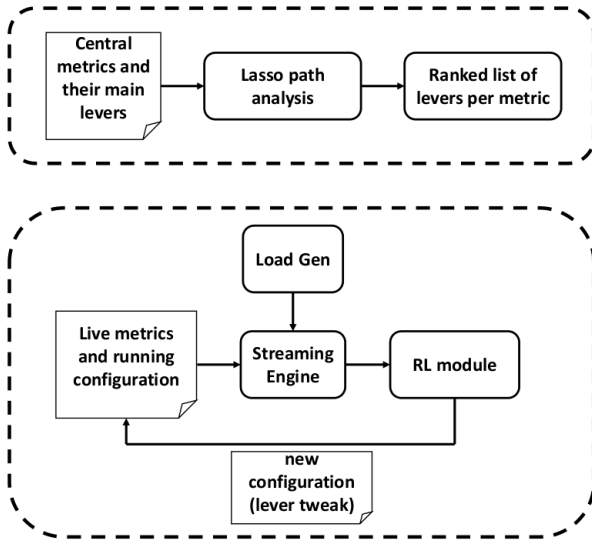 Central
metrics and
their main
levers
Lasso path
analysis
Ranked list of
levers per metric
Load Gen
Live metrics
and running
configuration
Streaming
Engine
RL module
new
configuration
(lever tweak)